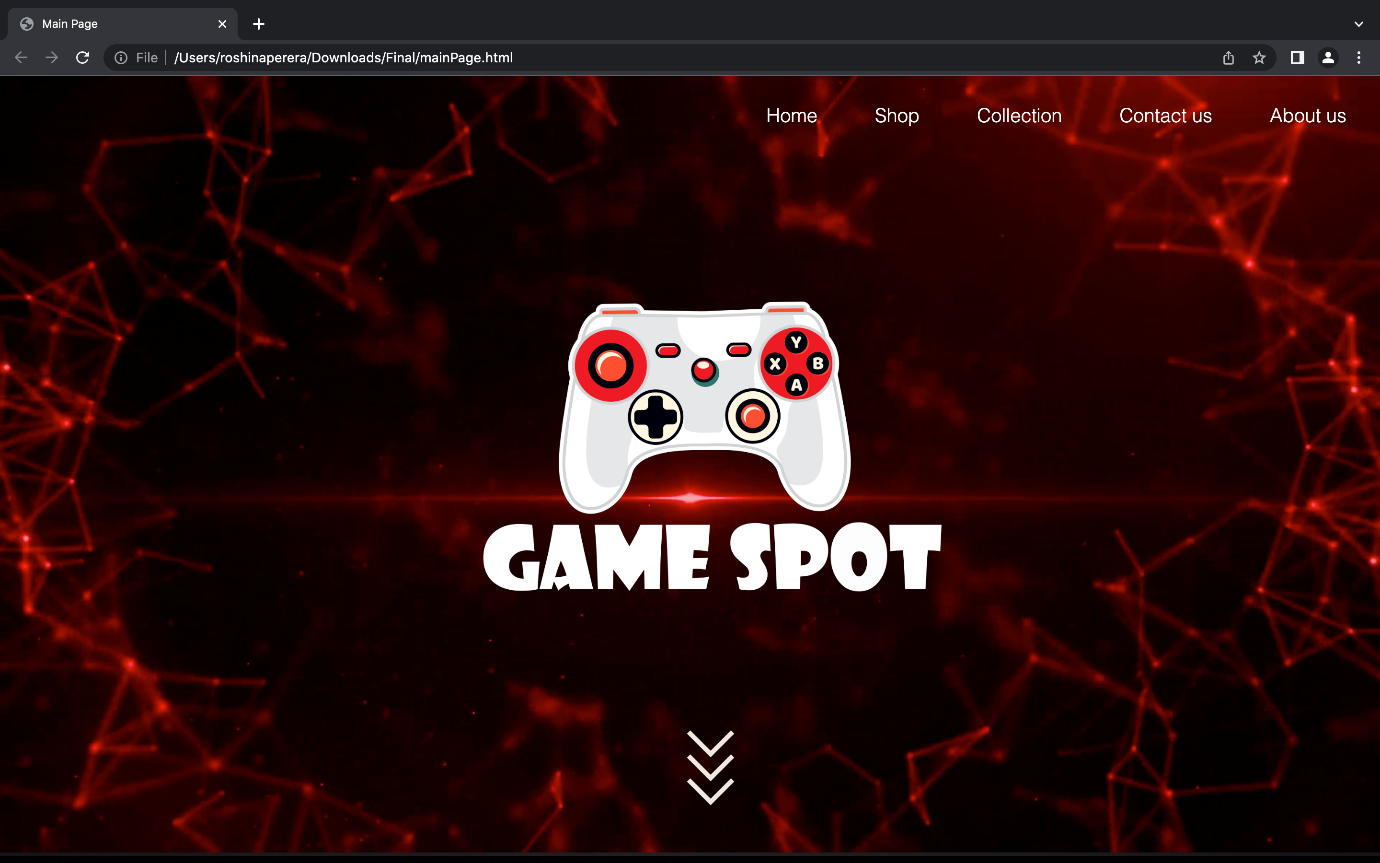 Main Page
File /Users/roshinaperera/Downloads/Final/mainPage.html
Home Shop Collection Contact us About us
Y
X B
A
GAME SPOT